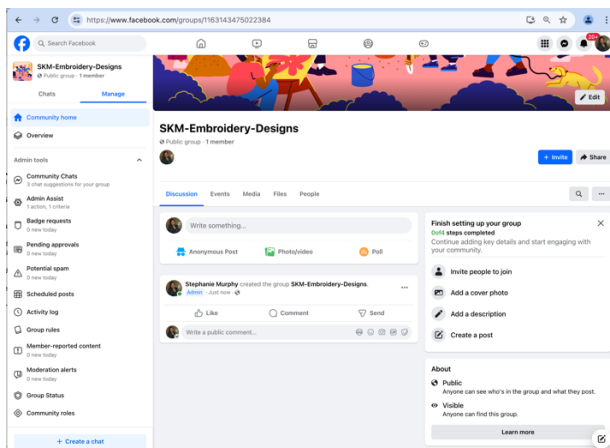 https://www.facebook.com/groups/1163143475022384
Search Facebook
20+
SKM-Embroidery-Designs
Public group · 1 member
Chats
Manage
Community home
Overview
Admin tools
Community Chats
3 chat suggestions for your group
Admin Assist
1 action, 1 criteria
Badge requests
0 new today
Pending approvals
0 new today
Potential spam
0 new today
Scheduled posts
Activity log
Group rules
Member-reported content
0 new today
Moderation alerts
0 new today
Group Status
Community roles
+ Create a chat
Edit
SKM-Embroidery-Designs
Public group · 1 member
+ Invite
Share
Discussion
Events
Media
Files
People
Write something...
Anonymous Post
Photo/video
Poll
Stephanie Murphy created the group SKM-Embroidery-Designs.
Admin · Just now ·
Like
Comment
Send
Write a public comment...
Finish setting up your group
0of4 steps completed
Continue adding key details and start engaging with
your community.
Invite people to join
Add a cover photo
Add a description
Create a post
About
Public
Anyone can see who's in the group and what they post.
Visible
Anyone can find this group.
Learn more